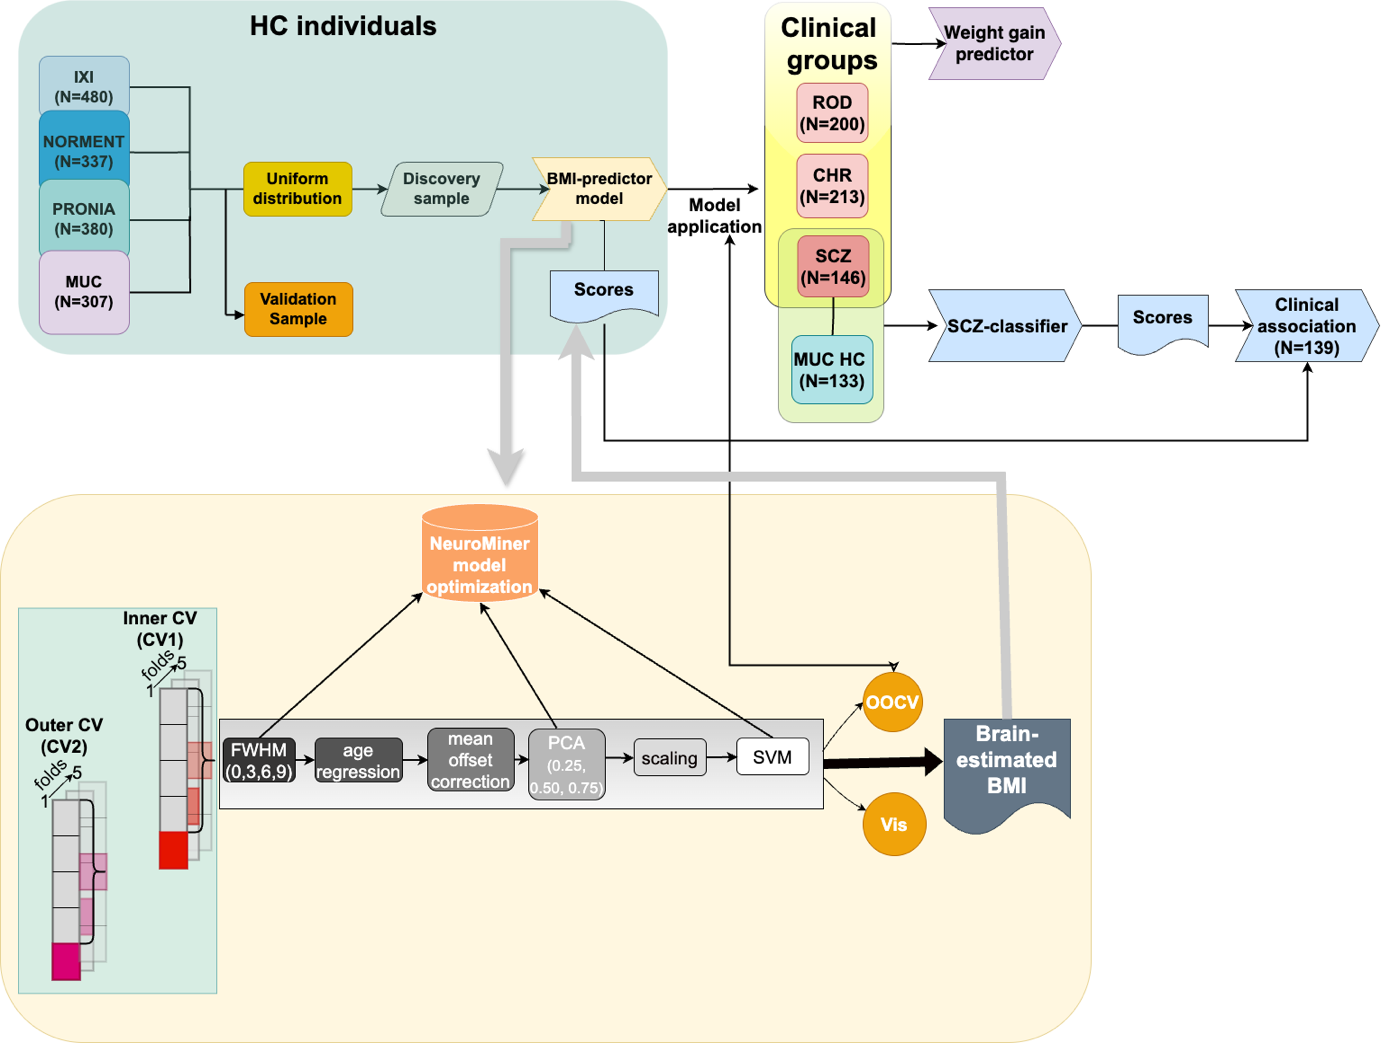 HC individuals
IXI
(N=480)
NORMENT
(N=337)
PRONIA
(N=380)
MUC
(N=307)
Uniform
distribution
Discovery
sample
BMI-predictor
model
Validation
Sample
Scores
Model
application
Clinical
groups
ROD
(N=200)
CHR
(N=213)
SCZ
(N=146)
MUC HC
(N=133)
Weight gain
predictor
SCZ-classifier
Scores
Clinical
association
(N=139)
NeuroMiner
model
optimization
Inner CV
(CV1)
folds
1
5
Outer CV
(CV2)
folds
1
5
FWHM
(0,3,6,9)
age
regression
mean
offset
correction
PCA
(0.25,
0.50, 0.75)
scaling
SVM
OOCV
Vis
Brain-
estimated
BMI